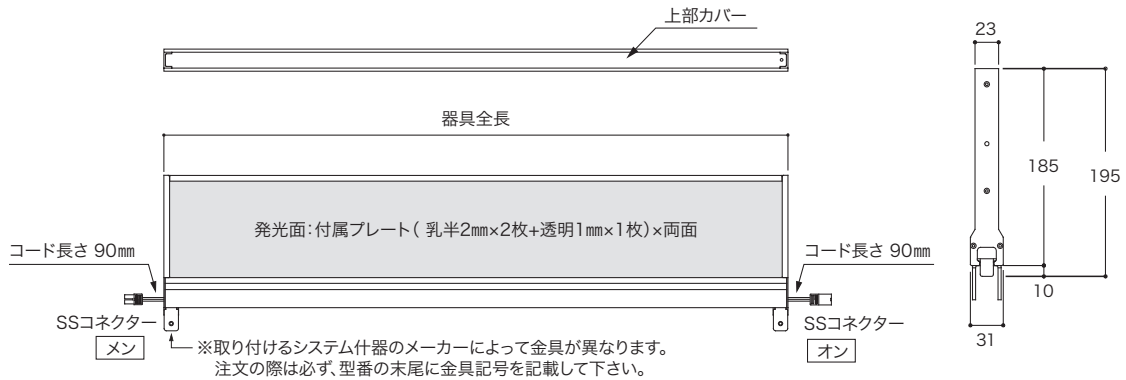 上部カバー
23
器具全長
185
195
発光面:付属プレート( 乳半2㎜×2枚+透明1㎜×1枚)×両面
コード長さ 90㎜
コード長さ 90㎜
10
SSコネクター
メン
SSコネクター
オン
31
※取り付けるシステム什器のメーカーによって金具が異なります。
注文の際は必ず、型番の末尾に金具記号を記載して下さい。